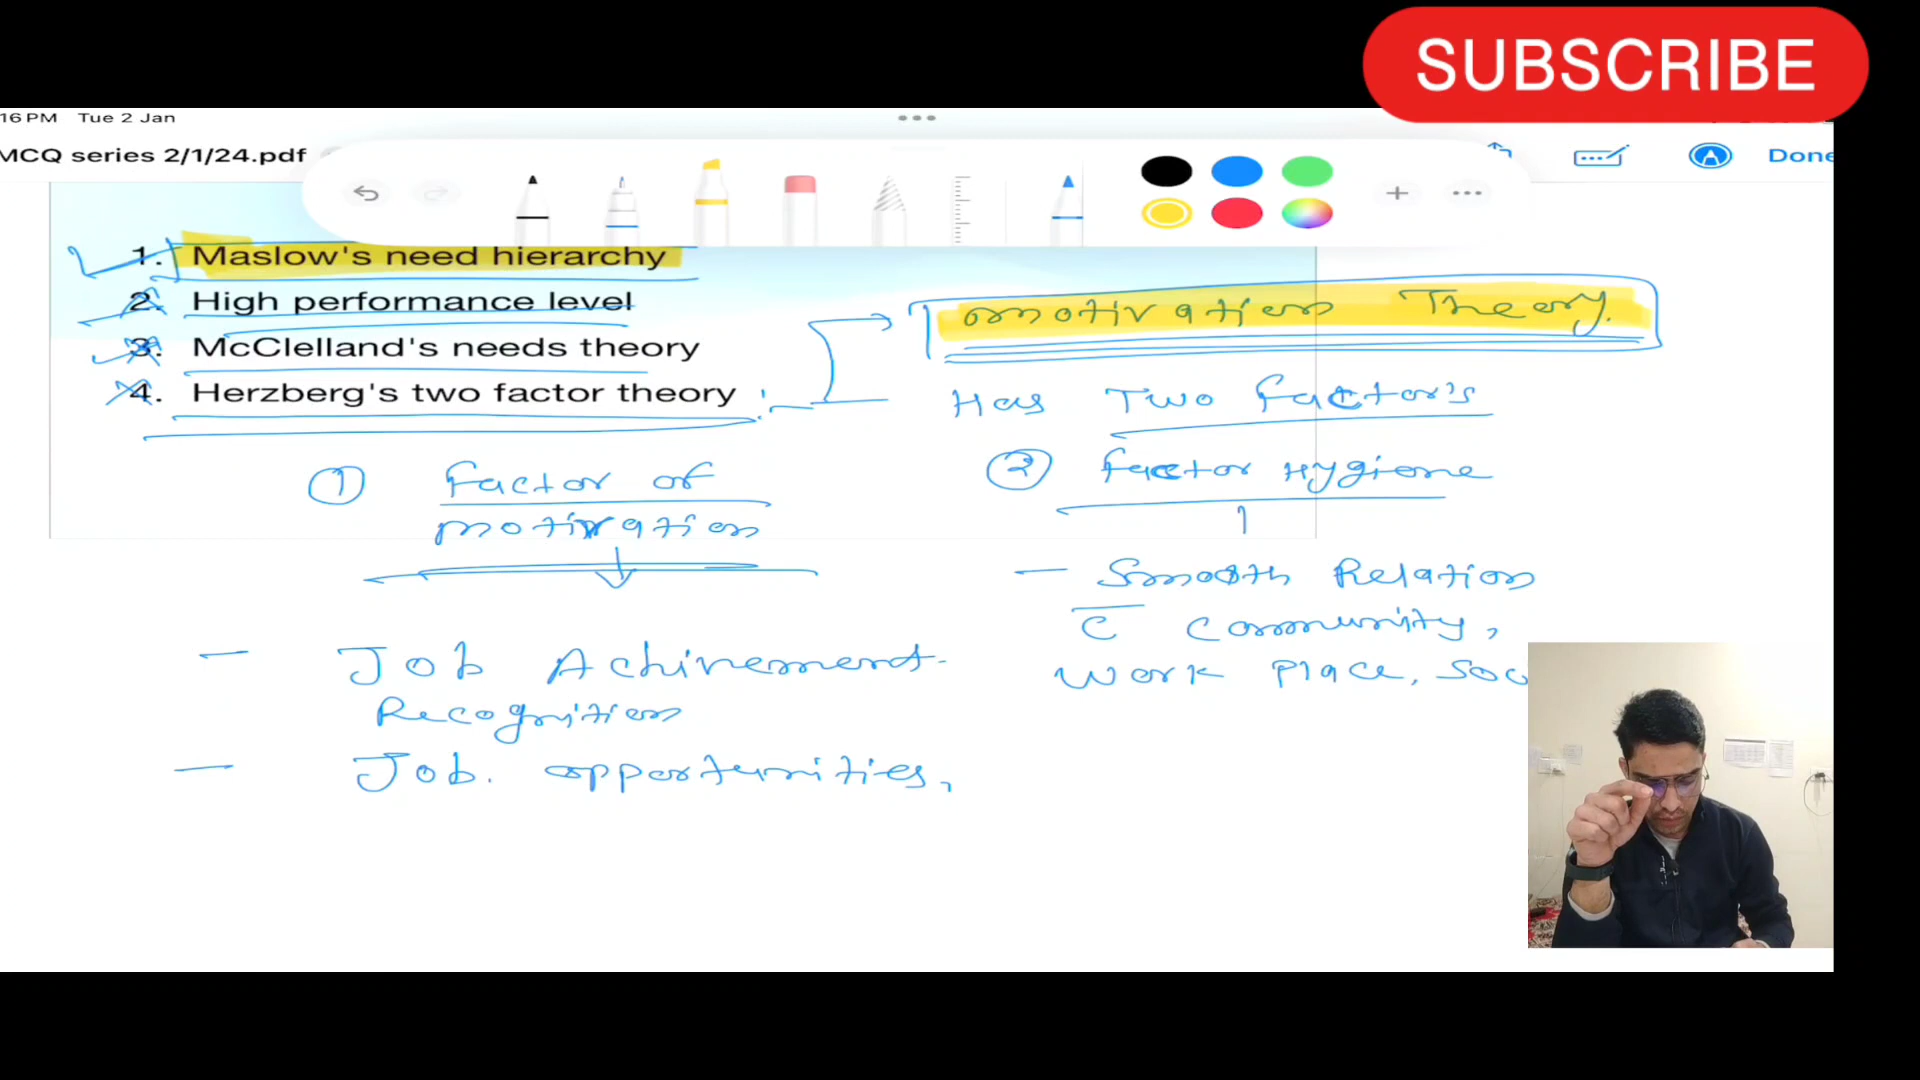 SUBSCRIBE
16 PM Tue 2 Jan
MCQ series 2/1/24.pdf
Done
1. Maslow's need hierarchy
2. High performance level
3. McClelland's needs theory
4. Herzberg's two factor theory
motivation Theory.
Has Two factor's
① factor of
motivation
② factor Hygiene
- Smooth Relation
c̅ community,
work place, soc
- Job Achivement
Recognition
- Job. opportunities,